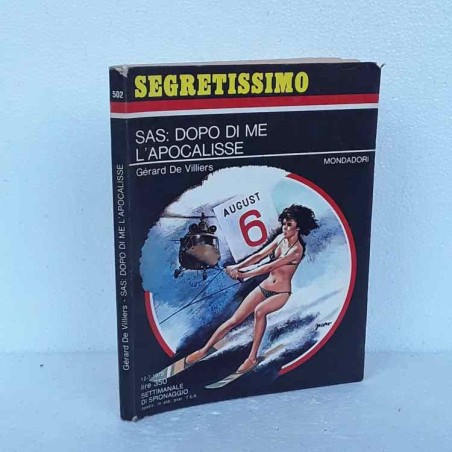 502
Gérard De Villiers - SAS: DOPO DI ME L'APOCALISSE
SEGRETISSIMO
SAS: DOPO DI ME
L'APOCALISSE
Gérard De Villiers
MONDADORI
AUGUST
6
lire 350
SETTIMANALE
DI SPIONAGGIO